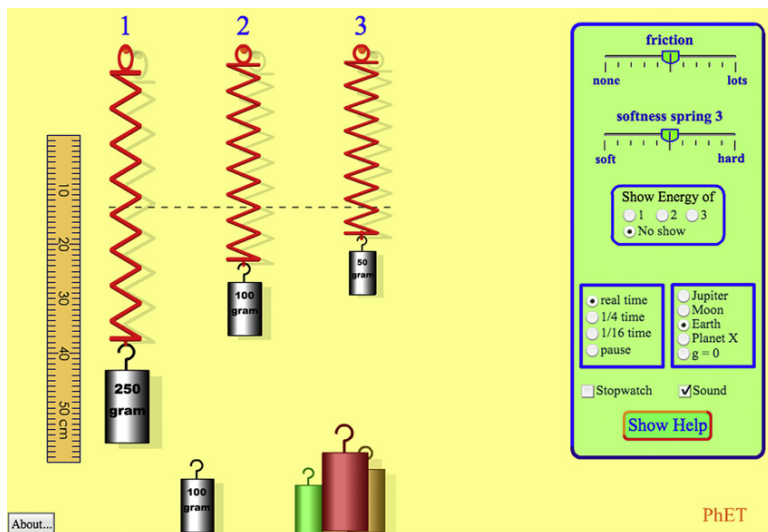 1 2 3
10
20
30
40
50 cm
250
gram
100
gram
50
gram
100
gram
friction
none lots
softness spring 3
soft hard
Show Energy of
1 2 3
No show
real time
1/4 time
1/16 time
pause
Jupiter
Moon
Earth
Planet X
g = 0
Stopwatch Sound
Show Help
About...
PhET